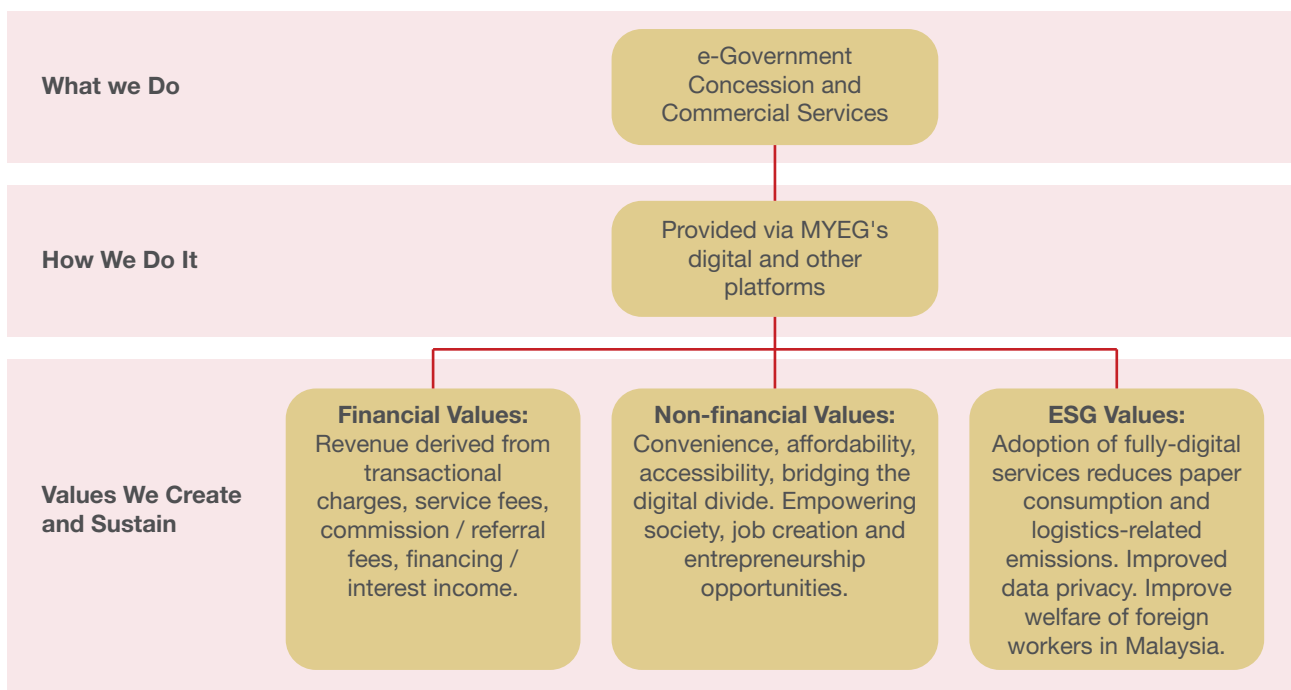 What we Do
e-Government
Concession and
Commercial Services
How We Do It
Provided via MYEG's
digital and other
platforms
Values We Create
and Sustain
Financial Values:
Revenue derived from
transactional
charges, service fees,
commission / referral
fees, financing /
interest income.
Non-financial Values:
Convenience, affordability,
accessibility, bridging the
digital divide. Empowering
society, job creation and
entrepreneurship
opportunities.
ESG Values:
Adoption of fully-digital
services reduces paper
consumption and
logistics-related
emissions. Improved
data privacy. Improve
welfare of foreign
workers in Malaysia.